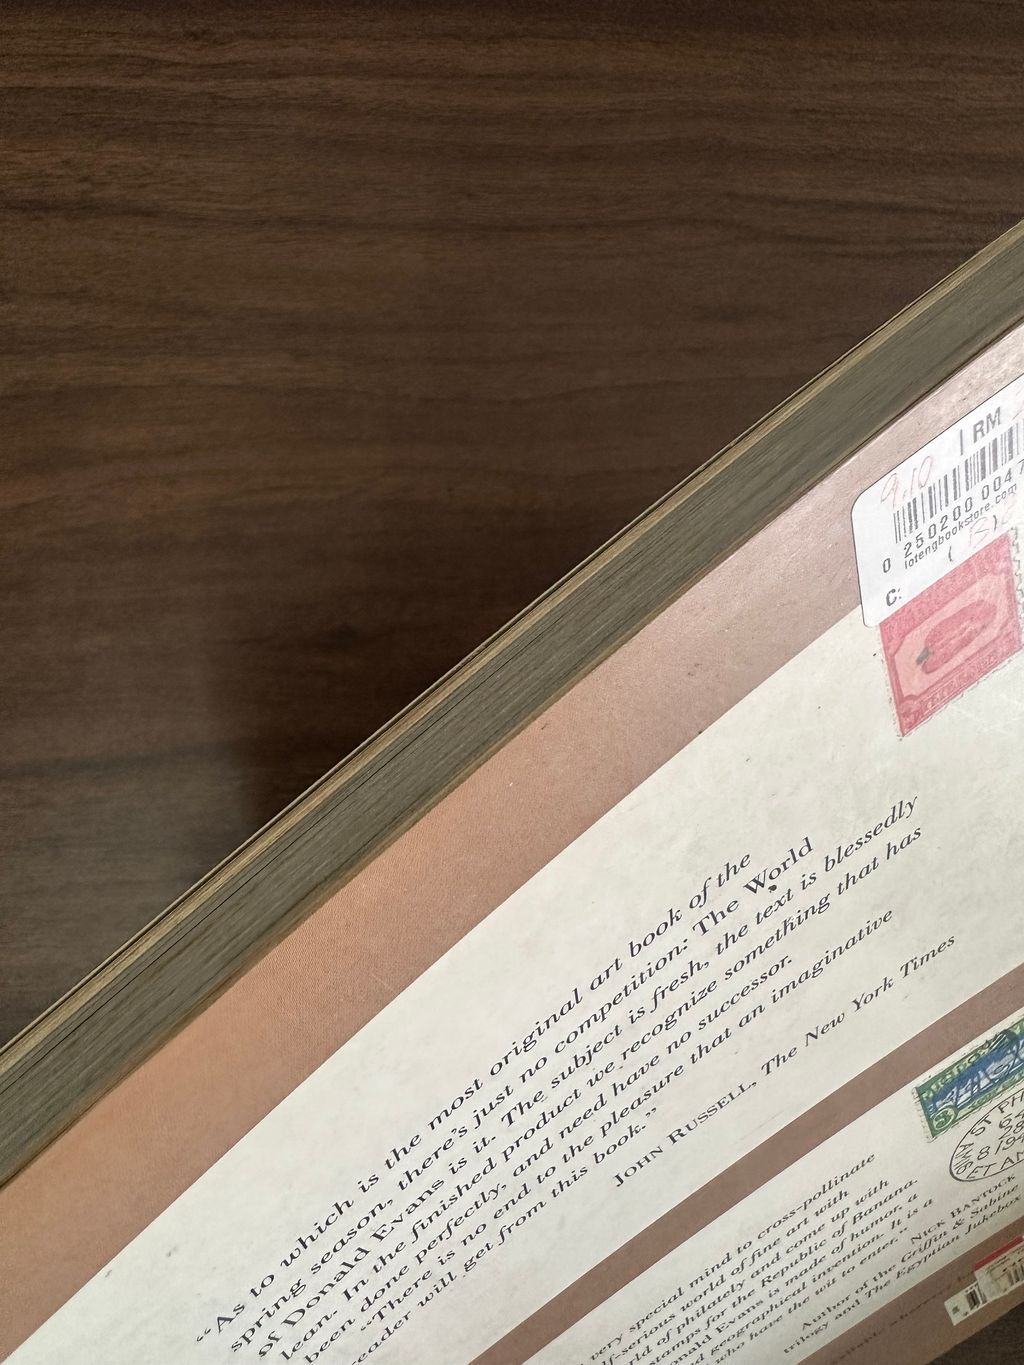 RM
9.10
0 250200 0047
lotengbookstore.com
C:
“As to which is the most original art book of the
spring season, there's just no competition: The World
of Donald Evans is it. The subject is fresh, the text is blessedly
lean. In the finished product we recognize something that has
been done perfectly, and need have no successor.
“There is no end to the pleasure that an imaginative
reader will get from this book.”
JOHN RUSSELL, The New York Times
very special mind to cross-pollinate
world of fine art with
of philately and come up with
stamps for the Republic of Banana.
Donald Evans is made of humor, a
and geographical invention. It is a
who have the wit to enter.”
NICK BANTOCK
Author of the Griffin & Sabine
trilogy and The Egyptian Jukebox
ET AM